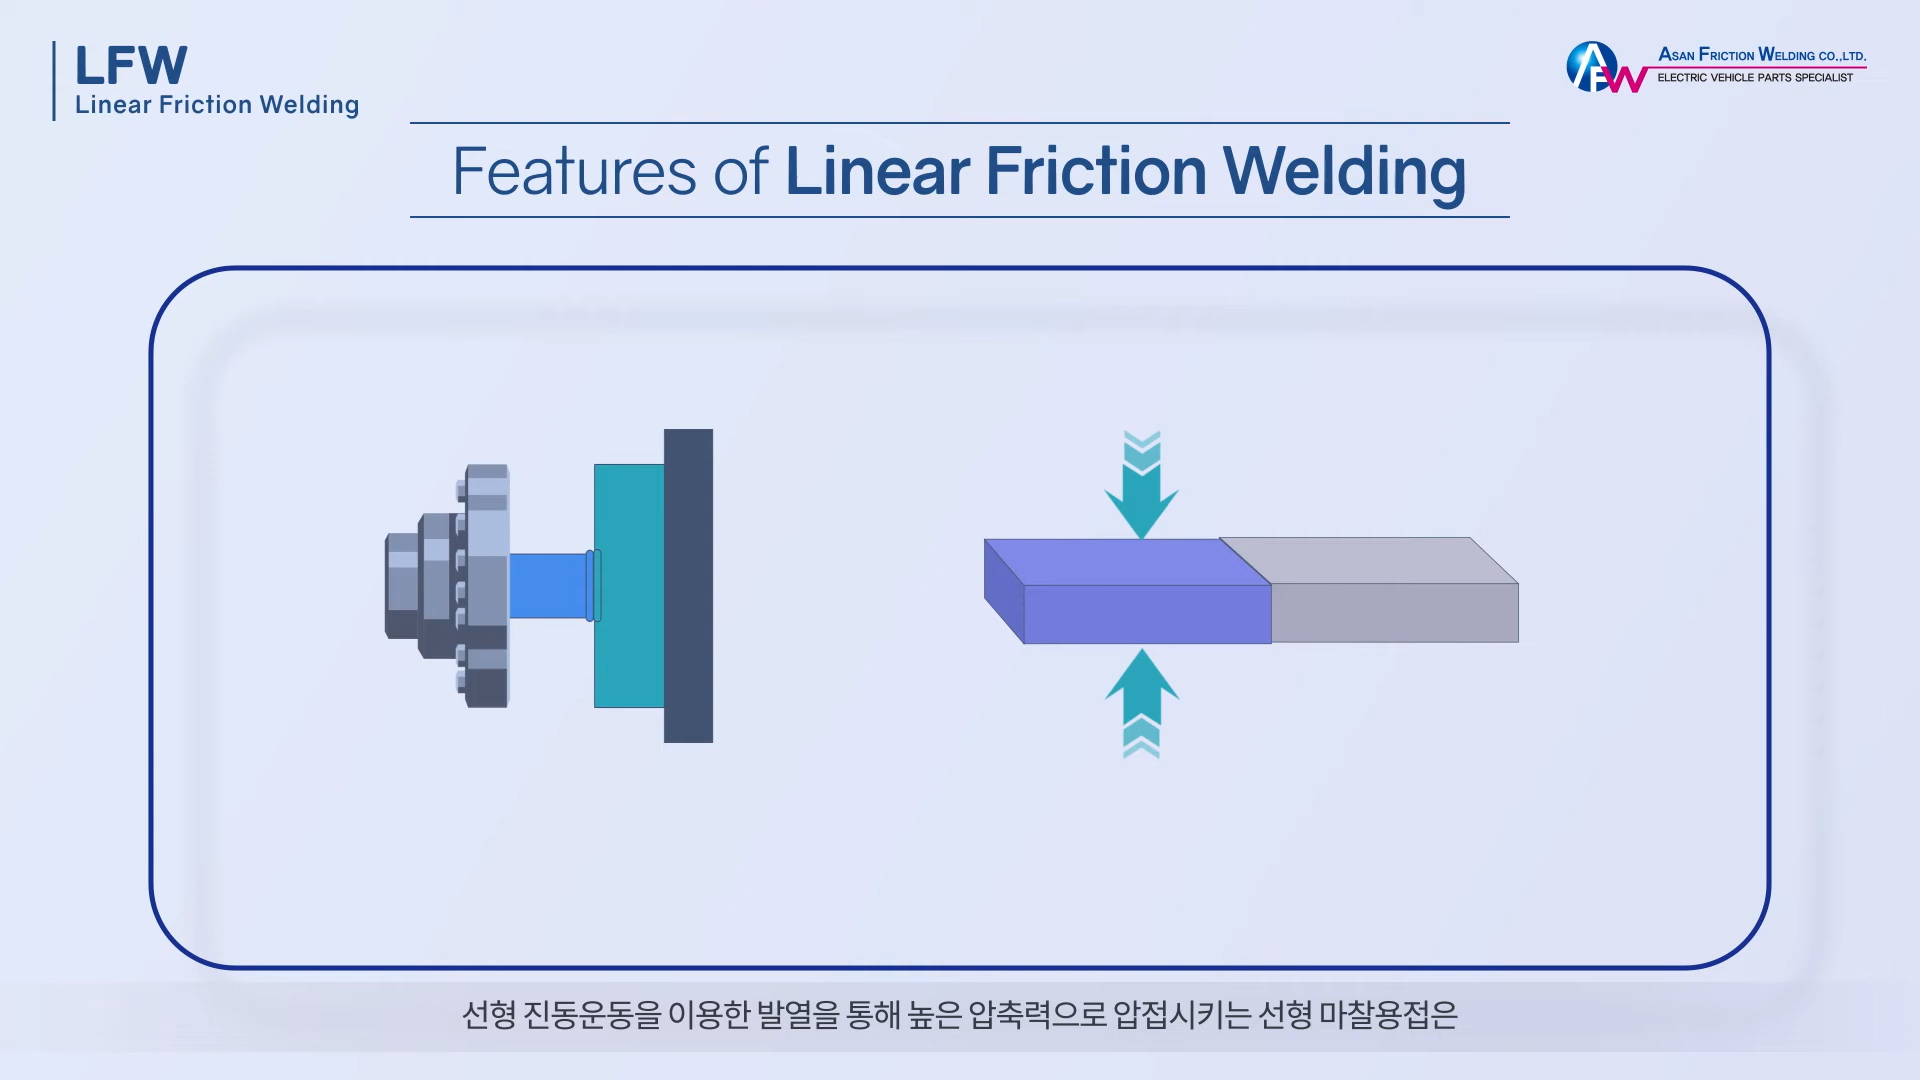 LFW
Linear Friction Welding
AFW
ASAN FRICTION WELDING CO.,LTD.
ELECTRIC VEHICLE PARTS SPECIALIST
Features of Linear Friction Welding
선형 진동운동을 이용한 발열을 통해 높은 압축력으로 압접시키는 선형 마찰용접은